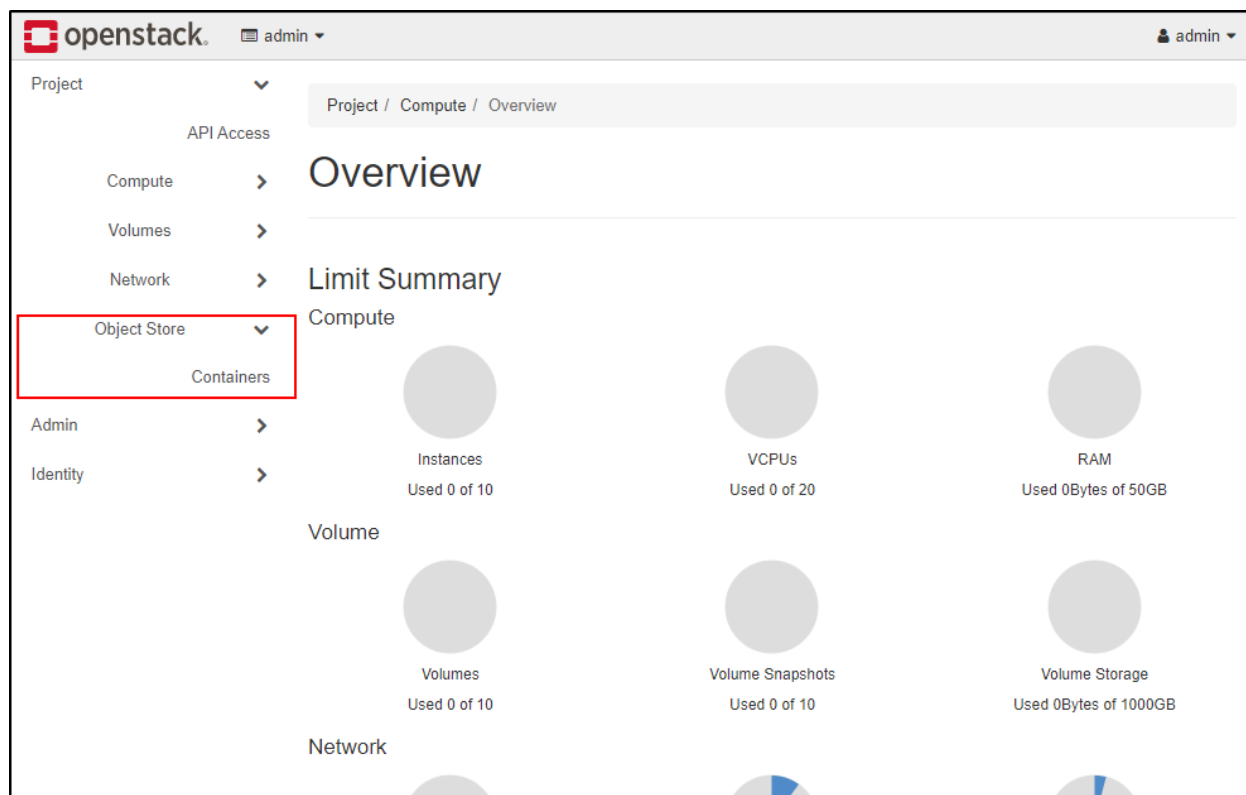 openstack. admin admin
Project
API Access
Compute
Volumes
Network
Object Store
Containers
Admin
Identity
Project / Compute / Overview
Overview
Limit Summary
Compute
Instances VCPUs RAM
Used 0 of 10 Used 0 of 20 Used 0Bytes of 50GB
Volume
Volumes Volume Snapshots Volume Storage
Used 0 of 10 Used 0 of 10 Used 0Bytes of 1000GB
Network